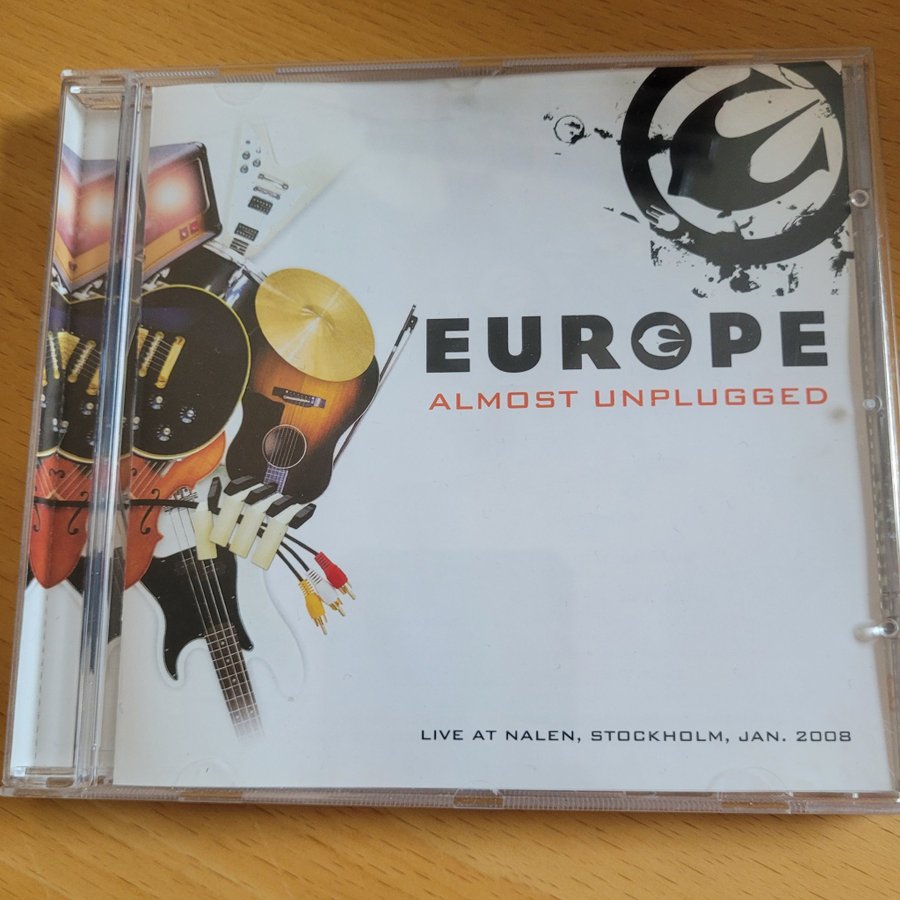 EUROPE
ALMOST UNPLUGGED
LIVE AT NALEN, STOCKHOLM, JAN. 2008